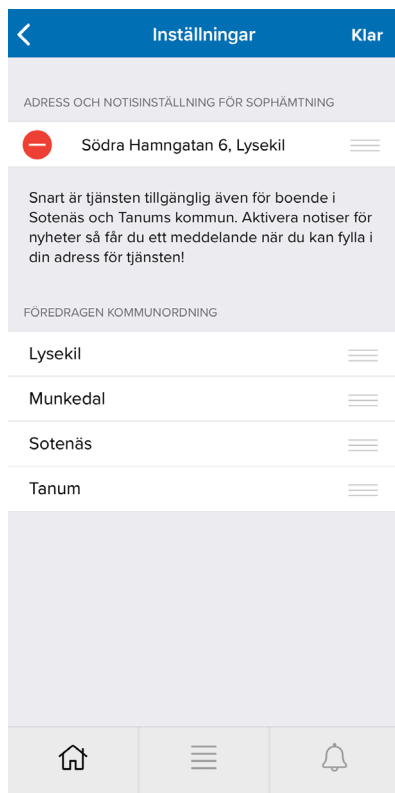 Inställningar
Klar
ADRESS OCH NOTISINSTÄLLNING FÖR SOPHÄMTNING
Södra Hamngatan 6, Lysekil
Snart är tjänsten tillgänglig även för boende i
Sotenäs och Tanums kommun. Aktivera notiser för
nyheter så får du ett meddelande när du kan fylla i
din adress för tjänsten!
FÖREDRAGEN KOMMUNORDNING
Lysekil
Munkedal
Sotenäs
Tanum